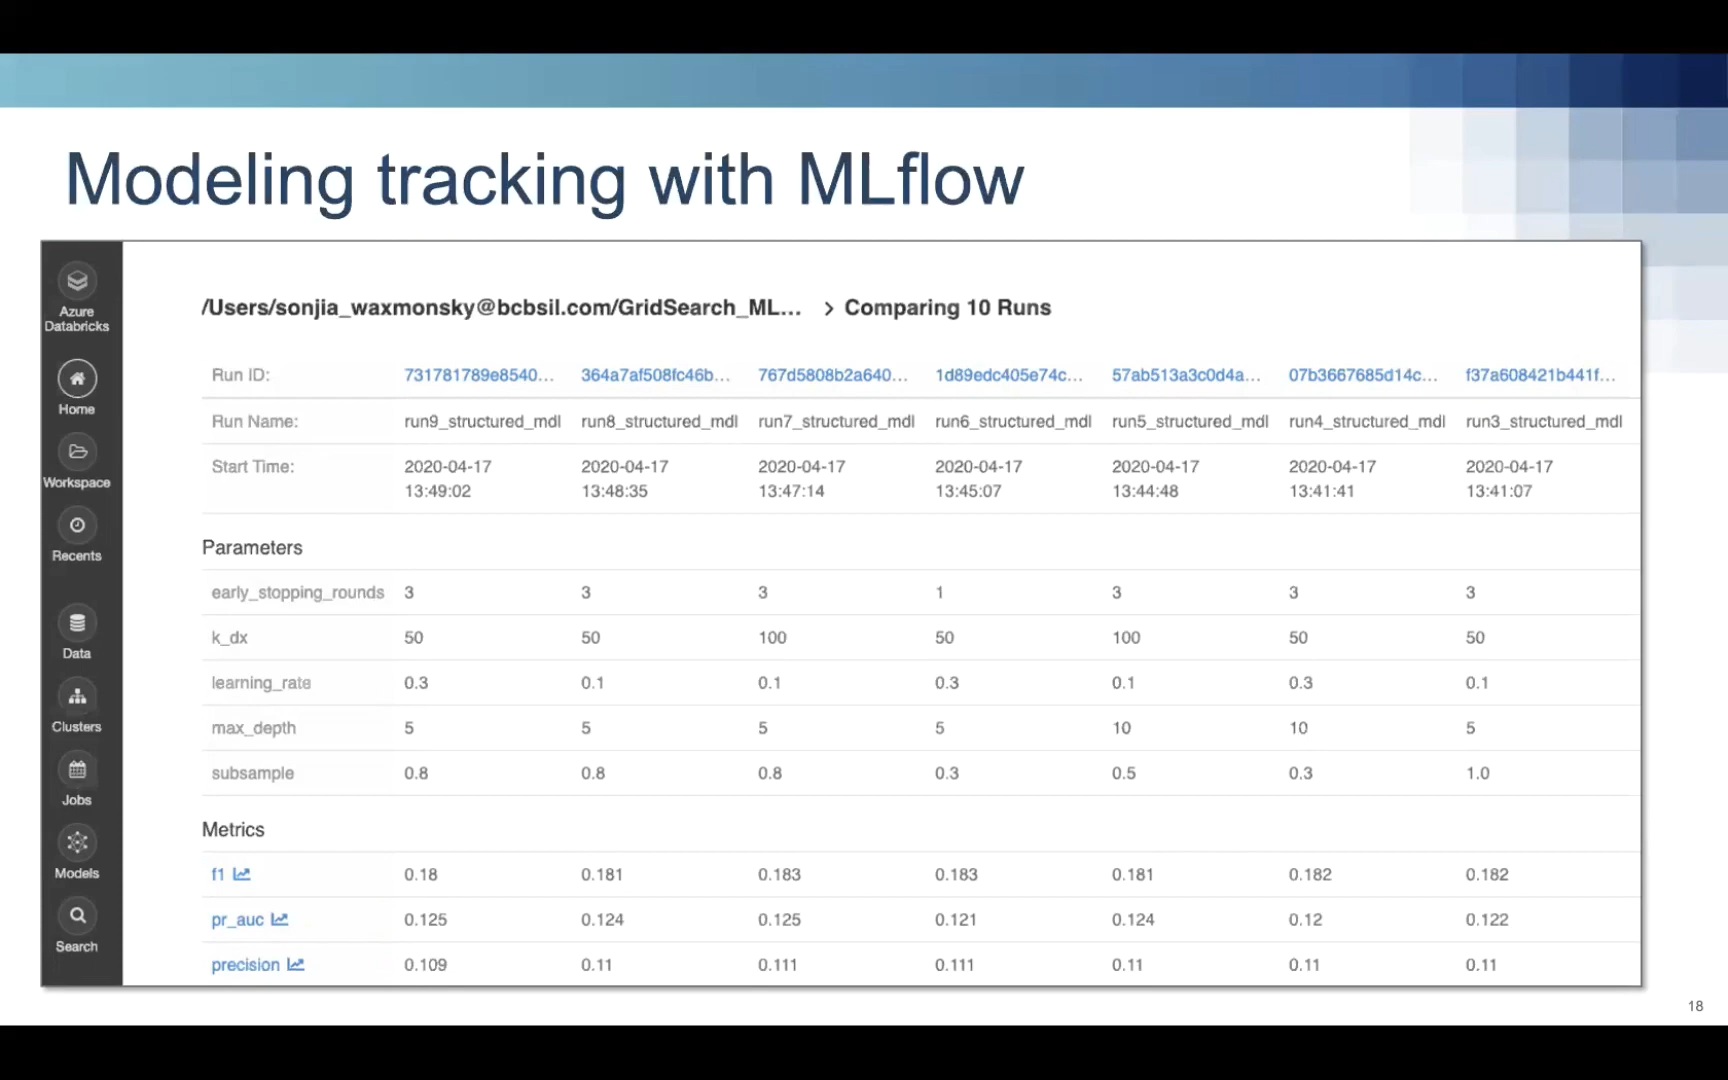 Modeling tracking with MLflow
Azure
Databricks
Home
Workspace
Recents
Data
Clusters
Jobs
Models
Search
/Users/sonjia_waxmonsky@bcbsil.com/GridSearch_ML... > Comparing 10 Runs
Run ID: 731781789e8540... 364a7af508fc46b... 767d5808b2a640... 1d89edc405e74c... 57ab513a3c0d4a... 07b3667685d14c... f37a608421b441f...
Run Name: run9_structured_mdl run8_structured_mdl run7_structured_mdl run6_structured_mdl run5_structured_mdl run4_structured_mdl run3_structured_mdl
Start Time: 2020-04-17 2020-04-17 2020-04-17 2020-04-17 2020-04-17 2020-04-17 2020-04-17
13:49:02 13:48:35 13:47:14 13:45:07 13:44:48 13:41:41 13:41:07
Parameters
early_stopping_rounds 3 3 3 1 3 3 3
k_dx 50 50 100 50 100 50 50
learning_rate 0.3 0.1 0.1 0.3 0.1 0.3 0.1
max_depth 5 5 5 5 10 10 5
subsample 0.8 0.8 0.8 0.3 0.5 0.3 1.0
Metrics
f1 0.18 0.181 0.183 0.183 0.181 0.182 0.182
pr_auc 0.125 0.124 0.125 0.121 0.124 0.12 0.122
precision 0.109 0.11 0.111 0.111 0.11 0.11 0.11
18